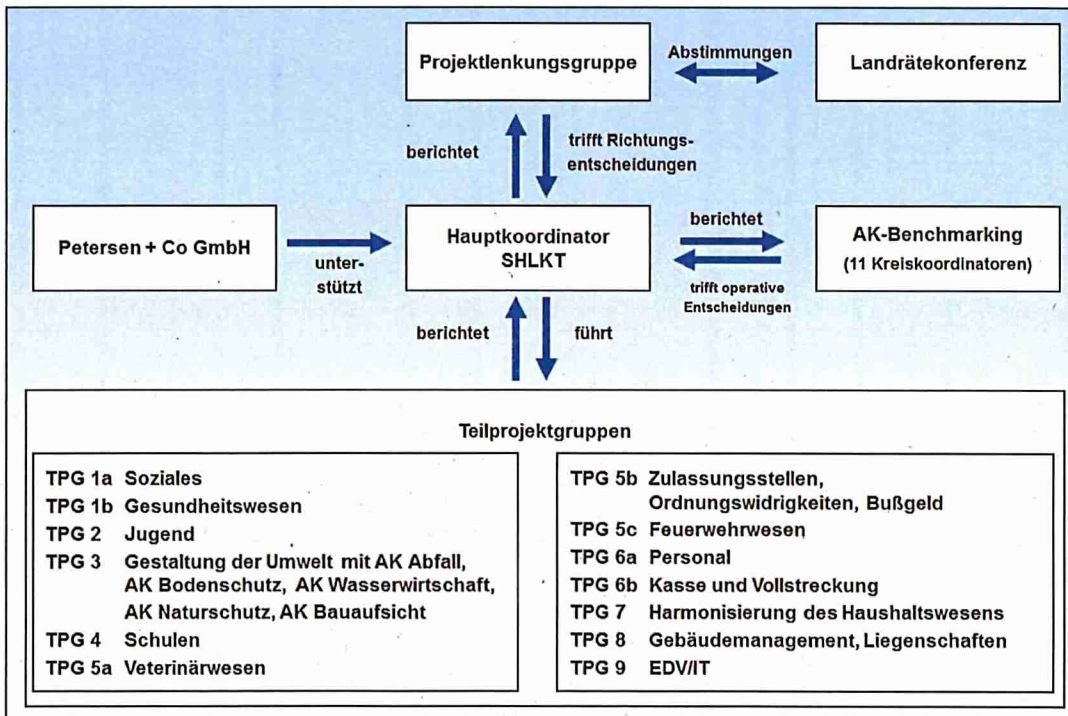 Projektlenkungsgruppe
Abstimmungen
Landrätekonferenz
berichtet
trifft Richtungs-
entscheidungen
Petersen + Co GmbH
unter-
stützt
Hauptkoordinator
SHLKT
berichtet
trifft operative
Entscheidungen
AK-Benchmarking
(11 Kreiskoordinatoren)
berichtet
führt
Teilprojektgruppen
TPG 1a Soziales
TPG 1b Gesundheitswesen
TPG 2 Jugend
TPG 3 Gestaltung der Umwelt mit AK Abfall,
AK Bodenschutz, AK Wasserwirtschaft,
AK Naturschutz, AK Bauaufsicht
TPG 4 Schulen
TPG 5a Veterinärwesen
TPG 5b Zulassungsstellen,
Ordnungswidrigkeiten, Bußgeld
TPG 5c Feuerwehrwesen
TPG 6a Personal
TPG 6b Kasse und Vollstreckung
TPG 7 Harmonisierung des Haushaltswesens
TPG 8 Gebäudemanagement, Liegenschaften
TPG 9 EDV/IT